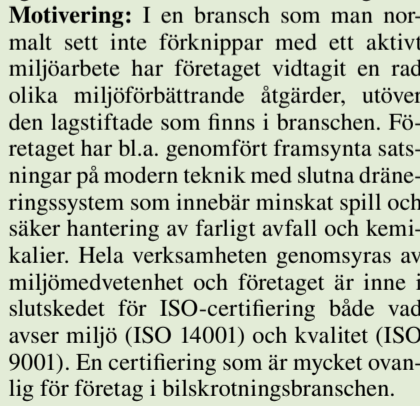 Motivering: I en bransch som man nor-
malt sett inte förknippar med ett aktivt
miljöarbete har företaget vidtagit en rad
olika miljöförbättrande åtgärder, utöver
den lagstiftade som finns i branschen. Fö-
retaget har bl.a. genomfört framsynta sats-
ningar på modern teknik med slutna dräne-
ringssystem som innebär minskat spill och
säker hantering av farligt avfall och kemi-
kalier. Hela verksamheten genomsyras av
miljömedvetenhet och företaget är inne i
slutskedet för ISO-certifiering både vad
avser miljö (ISO 14001) och kvalitet (ISO
9001). En certifiering som är mycket ovan-
lig för företag i bilskrotningsbranschen.